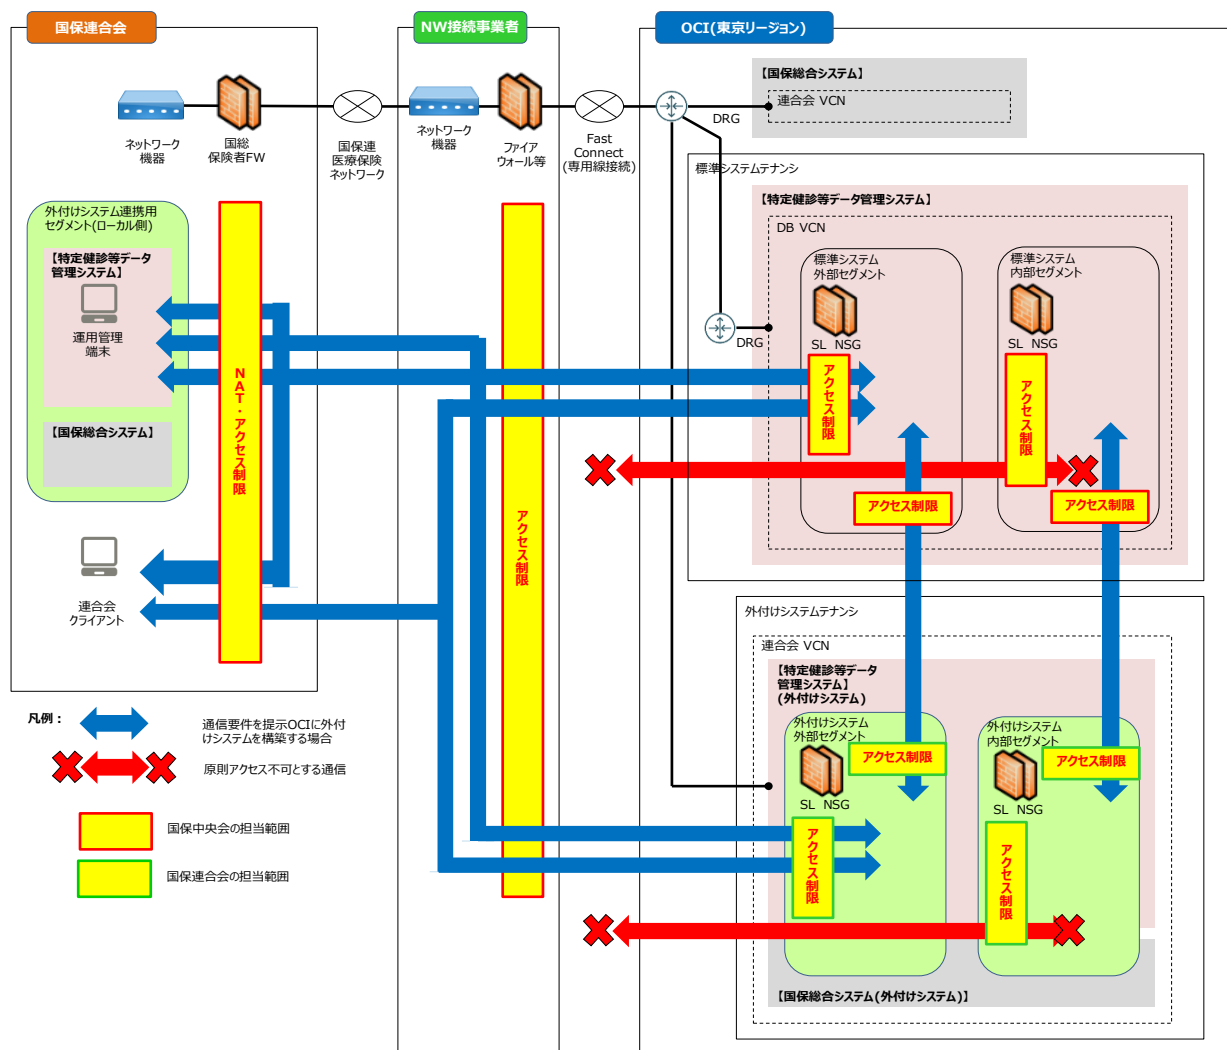 国保連合会
NW接続事業者
OCI(東京リージョン)
ネットワーク
機器
国総
保険者FW
国保連
医療保険
ネットワーク
ネットワーク
機器
ファイア
ウォール等
Fast
Connect
(専用線接続)
DRG
【国保総合システム】
連合会 VCN
標準システムテナンシ
【特定健診等データ管理システム】
DB VCN
標準システム
外部セグメント
SL NSG
アクセス制限
アクセス制限
標準システム
内部セグメント
SL NSG
アクセス制限
アクセス制限
DRG
外付けシステム連携用
セグメント(ローカル側)
【特定健診等データ
管理システム】
運用管理
端末
【国保総合システム】
連合会
クライアント
NAT・アクセス制限
アクセス制限
外付けシステムテナンシ
連合会 VCN
【特定健診等データ
管理システム】
(外付けシステム)
外付けシステム
外部セグメント
アクセス制限
SL NSG
アクセス制限
外付けシステム
内部セグメント
アクセス制限
SL NSG
アクセス制限
【国保総合システム(外付けシステム)】
凡例：
通信要件を提示OCIに外付
けシステムを構築する場合
原則アクセス不可とする通信
国保中央会の担当範囲
国保連合会の担当範囲